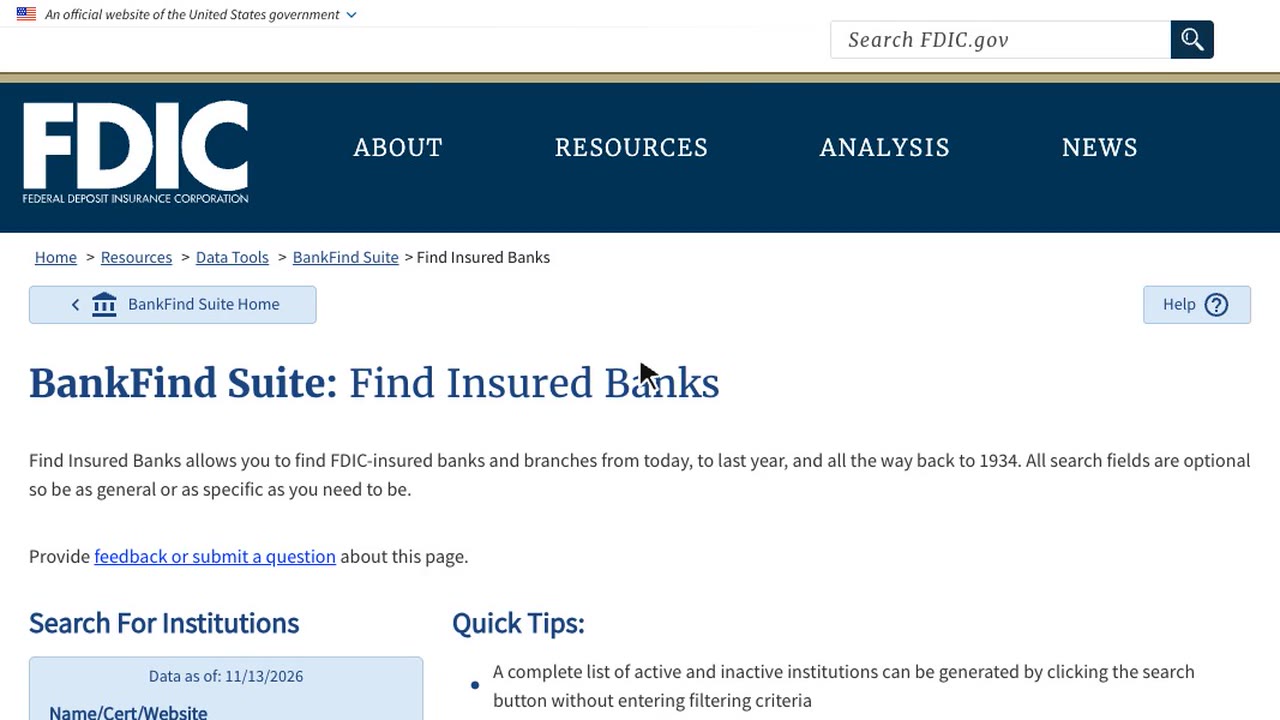 An official website of the United States government
Search FDIC.gov
FDIC
FEDERAL DEPOSIT INSURANCE CORPORATION
ABOUT
RESOURCES
ANALYSIS
NEWS
Home > Resources > Data Tools > BankFind Suite > Find Insured Banks
BankFind Suite Home
Help
BankFind Suite: Find Insured Banks
Find Insured Banks allows you to find FDIC-insured banks and branches from today, to last year, and all the way back to 1934. All search fields are optional
so be as general or as specific as you need to be.
Provide feedback or submit a question about this page.
Search For Institutions
Data as of: 11/13/2026
Name/Cert/Website
Quick Tips:
A complete list of active and inactive institutions can be generated by clicking the search
button without entering filtering criteria